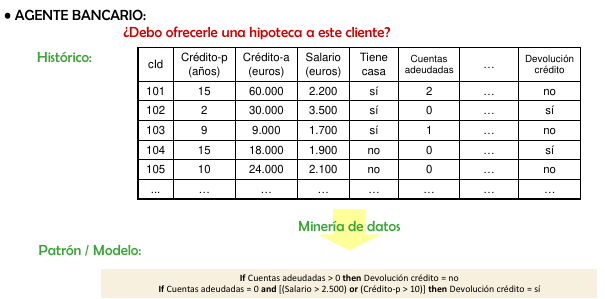 • AGENTE BANCARIO:
¿Debo ofrecerle una hipoteca a este cliente?
Histórico:
cId Crédito-p (años) Crédito-a (euros) Salario (euros) Tiene casa Cuentas adeudadas … Devolución crédito
101 15 60.000 2.200 sí 2 … no
102 2 30.000 3.500 sí 0 … sí
103 9 9.000 1.700 sí 1 … no
104 15 18.000 1.900 no 0 … sí
105 10 24.000 2.100 no 0 … no
... … … … … … … …
Minería de datos
Patrón / Modelo:
If Cuentas adeudadas > 0 then Devolución crédito = no
If Cuentas adeudadas = 0 and [(Salario > 2.500) or (Crédito-p > 10)] then Devolución crédito = sí